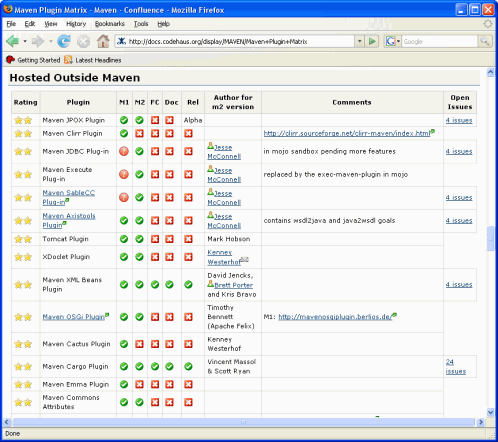 Maven Plugin Matrix - Maven - Confluence - Mozilla Firefox
File Edit View History Bookmarks Tools Help
http://docs.codehaus.org/display/MAVEN/Maven+Plugin+Matrix
Google
Getting Started Latest Headlines
Hosted Outside Maven
Rating Plugin M1 M2 FC Doc Rel Author for m2 version Comments Open Issues
Maven JPOX Plugin Alpha 4 issues
Maven Clirr Plugin http://clirr.sourceforge.net/clirr-maven/index.html
Maven JDBC Plug-in Jesse McConnell in mojo sandbox pending more features 4 issues
Maven Execute Plug-in replaced by the exec-maven-plugin in mojo
Maven SableCC Plug-in Jesse McConnell 4 issues
Maven Axistools Plugin Jesse McConnell contains wsdl2java and java2wsdl goals 4 issues
Tomcat Plugin Mark Hobson
XDoclet Plugin Kenney Westerhof
Maven XML Beans Plugin David Jencks, Brett Porter and Kris Bravo 4 issues
Maven OSGi Plugin Timothy Bennett (Apache Felix) M1: http://mavenosgiplugin.berlios.de/
Maven Cactus Plugin Kenney Westerhof
Maven Cargo Plugin Vincent Massol & Scott Ryan 24 issues
Maven Emma Plugin
Maven Commons Attributes
Done